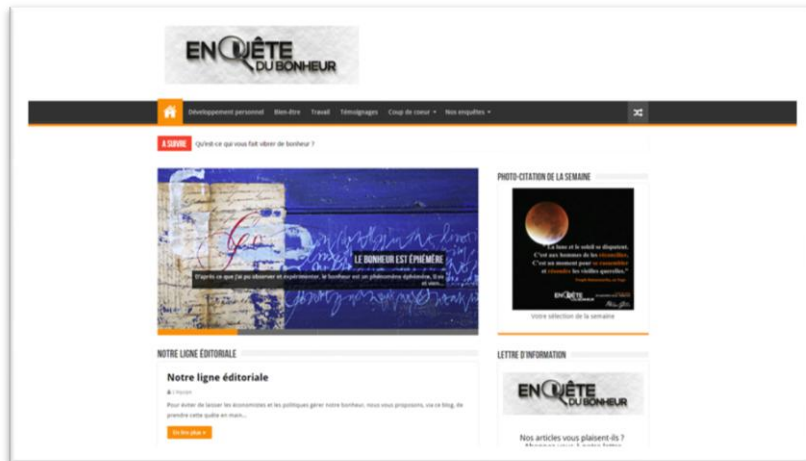 ENQUÊTE
DU BONHEUR
Développement personnel Bien-être Travail Témoignages Coup de coeur Nos enquêtes
A SUIVRE Qu'est-ce qui vous fait vibrer de bonheur ?
LE BONHEUR EST ÉPHÉMÈRE
D'après ce que j'ai pu observer et expérimenter, le bonheur est un phénomène éphémère. Il va
et vien...
PHOTO-CITATION DE LA SEMAINE
"La lune et le soleil se disputent.
C'est aux hommes de les réconcilier.
C'est un moment pour se rassembler
et résoudre les vieilles querelles."
ENQUÊTE
DU BONHEUR
Votre sélection de la semaine
NOTRE LIGNE ÉDITORIALE
Notre ligne éditoriale
Pour éviter de laisser les économistes et les politiques gérer notre bonheur, nous vous proposons, via ce blog, de
prendre cette quête en main...
En lire plus »
LETTRE D'INFORMATION
ENQUÊTE
DU BONHEUR
Nos articles vous plaisent-ils ?